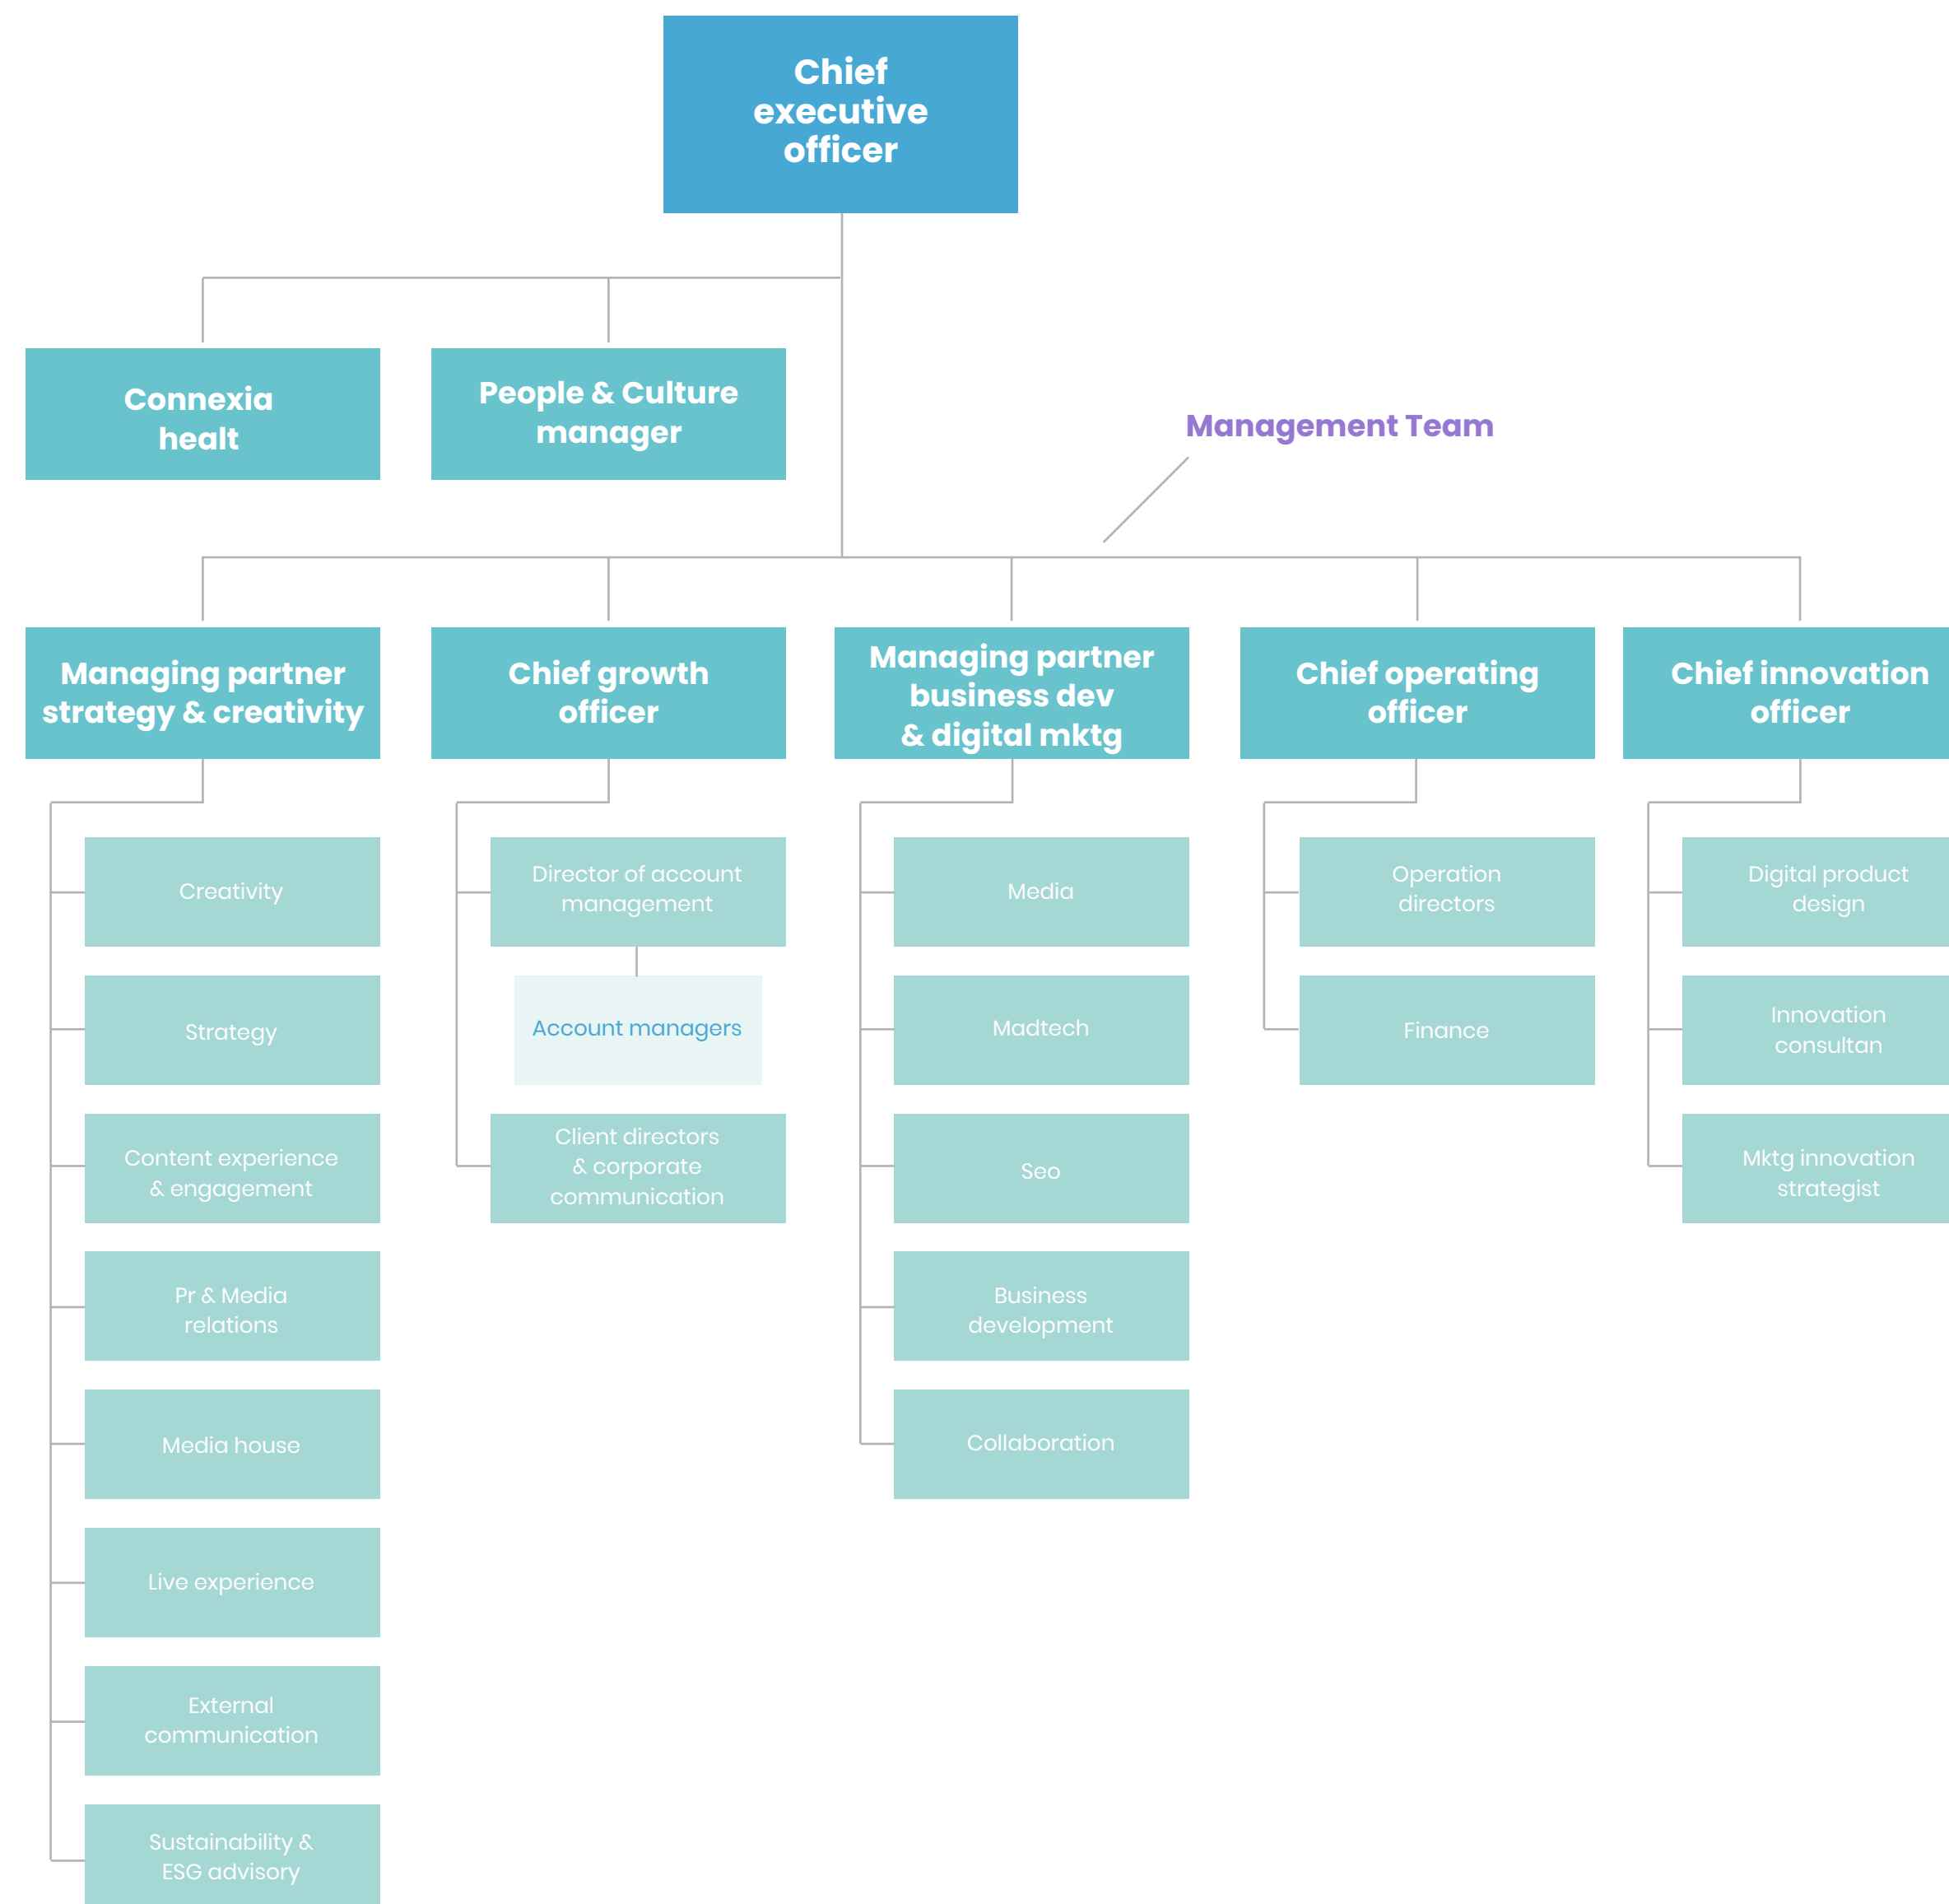 Chief
executive
officer
Connexia
healt
People & Culture
manager
Management Team
Managing partner
strategy & creativity
Chief growth
officer
Managing partner
business dev
& digital mktg
Chief operating
officer
Chief innovation
officer
Creativity
Strategy
Content experience
& engagement
Pr & Media
relations
Media house
Live experience
External
communication
Sustainability &
ESG advisory
Director of account
management
Account managers
Client directors
& corporate
communication
Media
Madtech
Seo
Business
development
Collaboration
Operation
directors
Finance
Digital product
design
Innovation
consultan
Mktg innovation
strategist